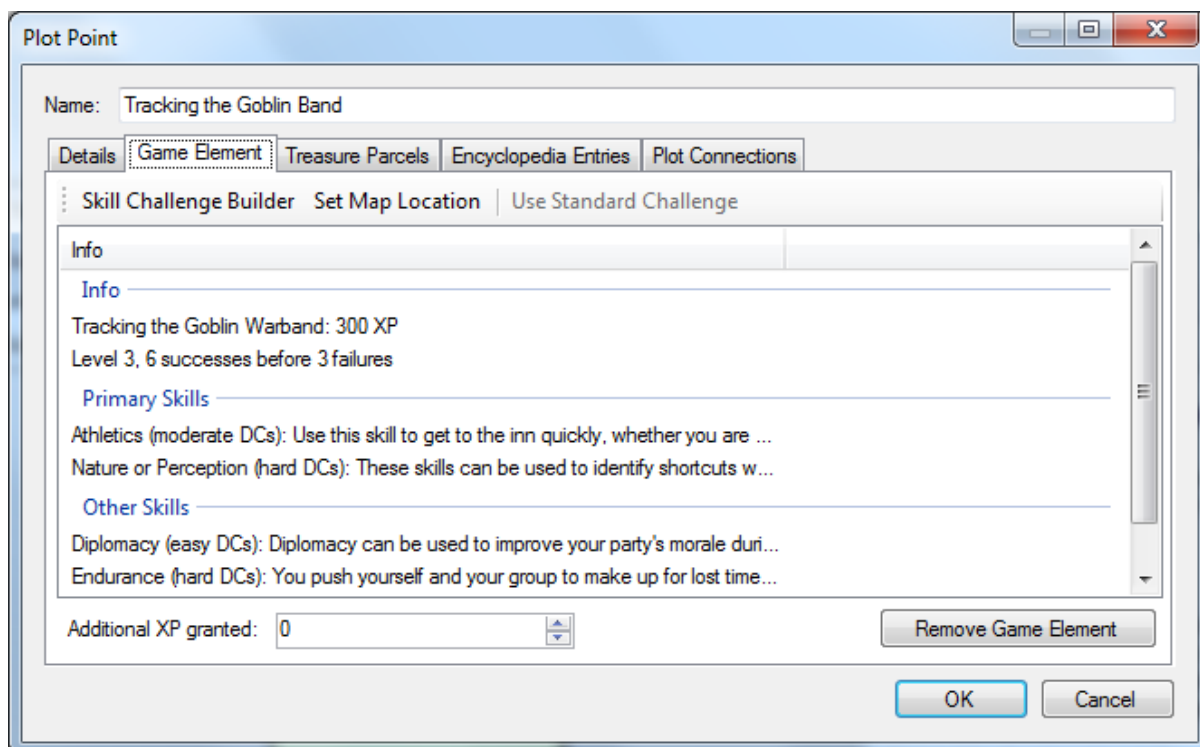 Plot Point
Name: Tracking the Goblin Band
Details Game Element Treasure Parcels Encyclopedia Entries Plot Connections
Skill Challenge Builder Set Map Location Use Standard Challenge
Info
Info
Tracking the Goblin Warband: 300 XP
Level 3, 6 successes before 3 failures
Primary Skills
Athletics (moderate DCs): Use this skill to get to the inn quickly, whether you are ...
Nature or Perception (hard DCs): These skills can be used to identify shortcuts w...
Other Skills
Diplomacy (easy DCs): Diplomacy can be used to improve your party's morale duri...
Endurance (hard DCs): You push yourself and your group to make up for lost time...
Additional XP granted: 0 Remove Game Element
OK Cancel